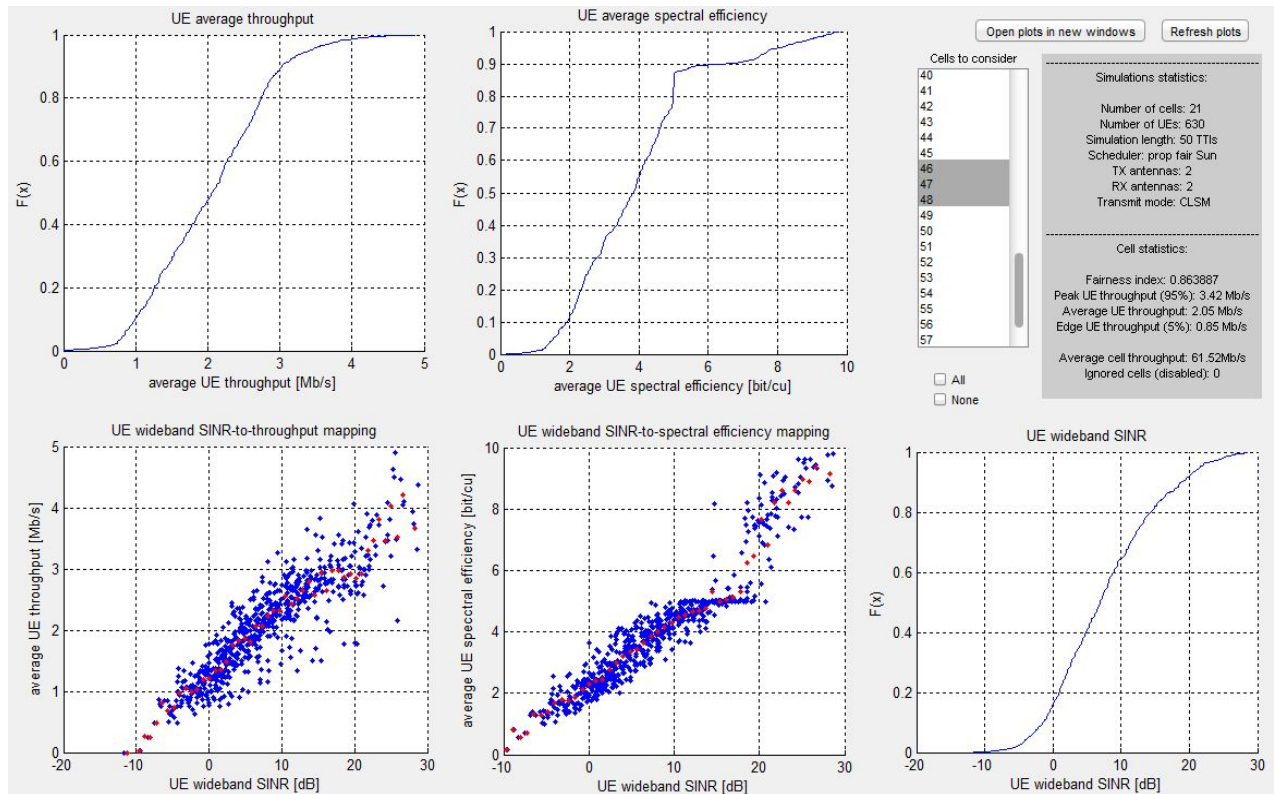 UE average throughput
1
0.8
0.6
0.4
0.2
0
F(x)
0 1 2 3 4 5
average UE throughput [Mb/s]
UE average spectral efficiency
1
0.9
0.8
0.7
0.6
0.5
0.4
0.3
0.2
0.1
0
F(x)
0 2 4 6 8 10
average UE spectral efficiency [bit/cu]
Open plots in new windows
Refresh plots
Cells to consider
40
41
42
43
44
45
46
47
48
49
50
51
52
53
54
55
56
57
All
None
Simulations statistics:
Number of cells: 21
Number of UEs: 630
Simulation length: 50 TTIs
Scheduler: prop fair Sun
TX antennas: 2
RX antennas: 2
Transmit mode: CLSM
Cell statistics:
Fairness index: 0.863887
Peak UE throughput (95%): 3.42 Mb/s
Average UE throughput: 2.05 Mb/s
Edge UE throughput (5%): 0.85 Mb/s
Average cell throughput: 61.52Mb/s
Ignored cells (disabled): 0
UE wideband SINR-to-throughput mapping
5
4
3
2
1
0
average UE throughput [Mb/s]
-20 -10 0 10 20 30
UE wideband SINR [dB]
UE wideband SINR-to-spectral efficiency mapping
10
8
6
4
2
0
average UE spectral efficiency [bit/cu]
-10 0 10 20 30
UE wideband SINR [dB]
UE wideband SINR
1
0.8
0.6
0.4
0.2
0
F(x)
-20 -10 0 10 20 30
UE wideband SINR [dB]